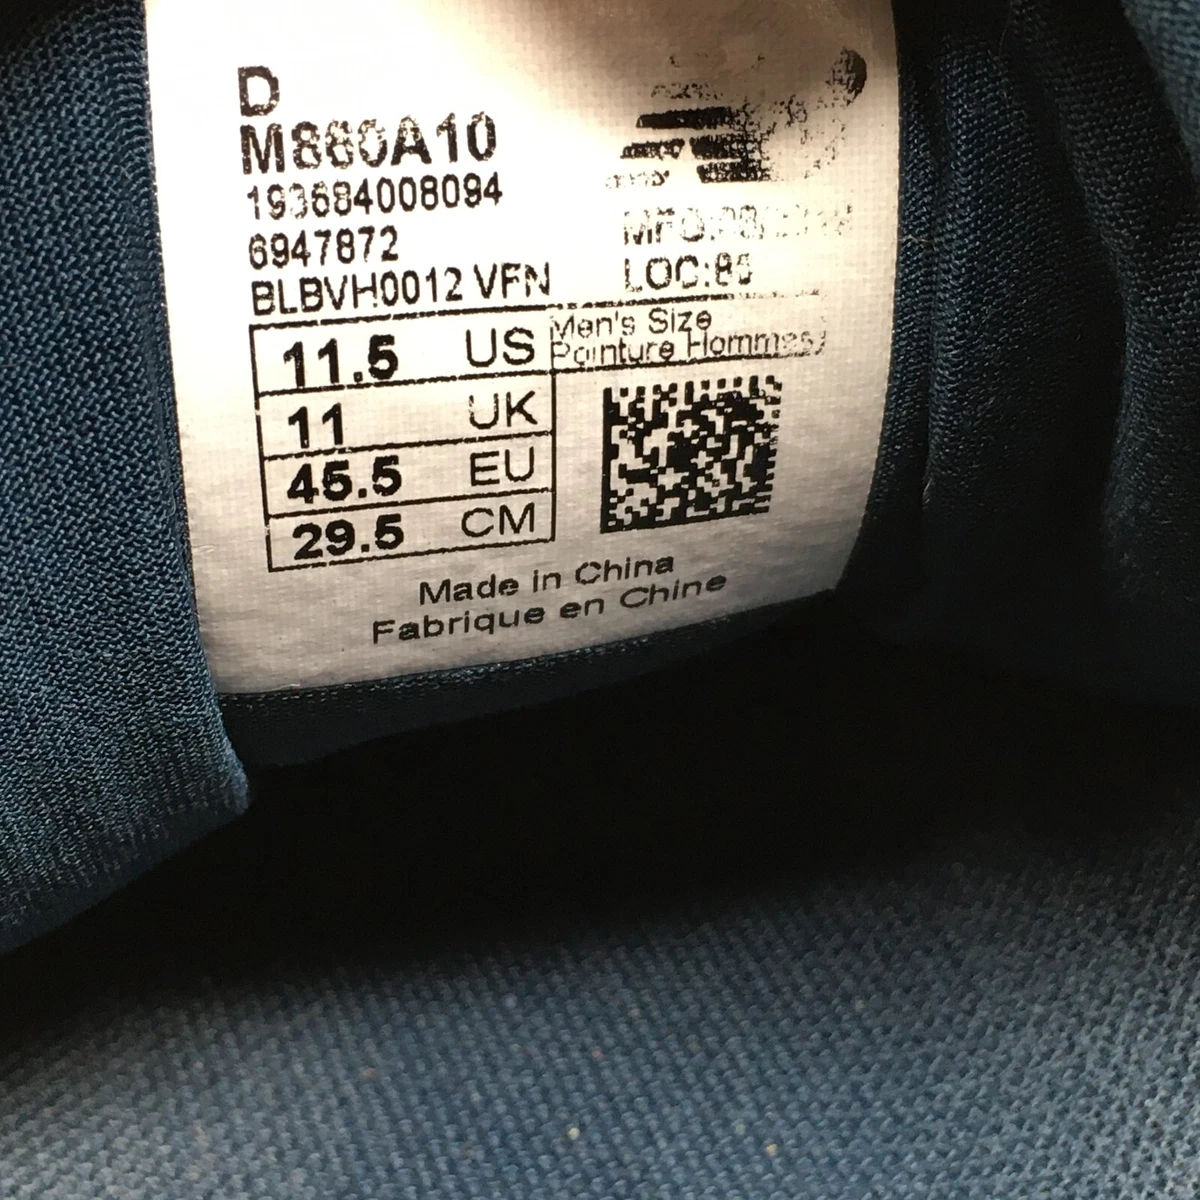 D
M860A10
193684008094
6947872
BLBVH0012 VFN
LOC:85
11.5 US
Men's Size
Pointure Hommes)
11 UK
45.5 EU
29.5 CM
Made in China
Fabrique en Chine